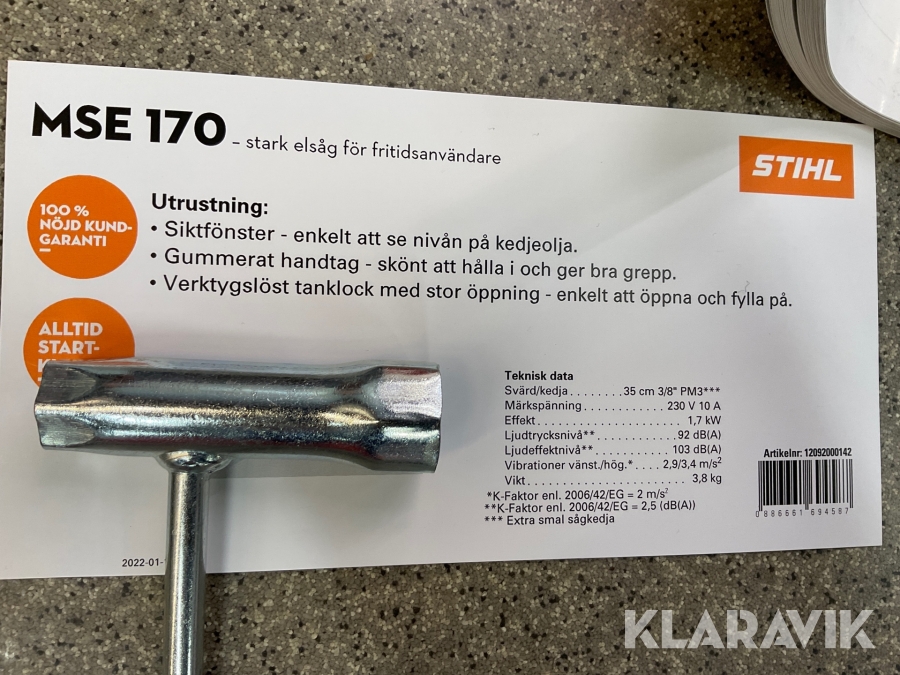 MSE 170 – stark elsåg för fritidsanvändare
STIHL
100 %
NÖJD KUND-
GARANTI
Utrustning:
• Siktfönster - enkelt att se nivån på kedjeolja.
• Gummerat handtag - skönt att hålla i och ger bra grepp.
• Verktygslöst tanklock med stor öppning - enkelt att öppna och fylla på.
ALLTID
START-
Teknisk data
Svärd/kedja . . . . . . . . 35 cm 3/8" PM3***
Märkspänning . . . . . . . . . . . . 230 V 10 A
Effekt . . . . . . . . . . . . . . . . . . . . . . 1,7 kW
Ljudtrycksnivå** . . . . . . . . . . . . 92 dB(A)
Ljudeffektnivå** . . . . . . . . . . . 103 dB(A)
Vibrationer vänst./hög.* . . . . 2,9/3,4 m/s²
Vikt . . . . . . . . . . . . . . . . . . . . . . . . 3,8 kg
*K-Faktor enl. 2006/42/EG = 2 m/s²
**K-Faktor enl. 2006/42/EG = 2,5 (dB(A))
*** Extra smal sågkedja
Artikelnr: 12092000142
0 886661 694587
2022-01-
KLARAVIK